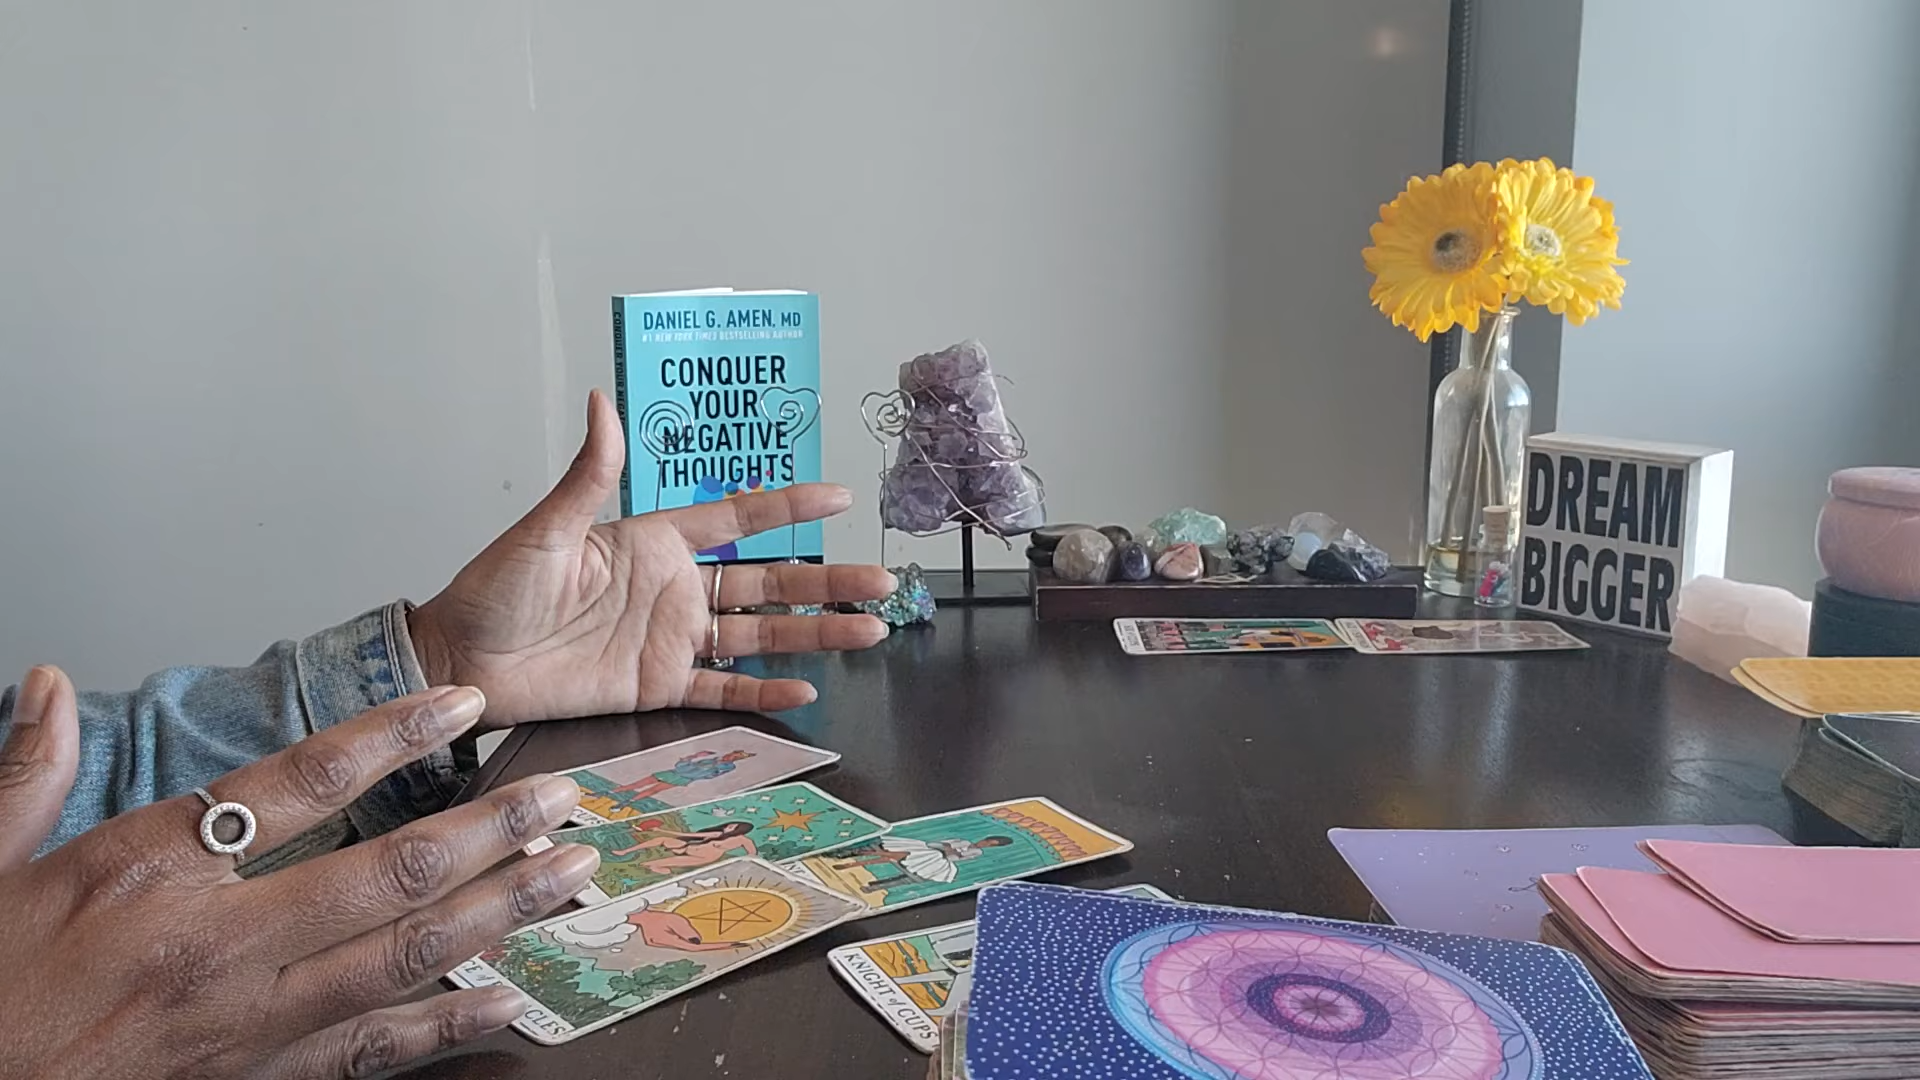 DANIEL G. AMEN, MD
#1 NEW YORK TIMES BESTSELLING AUTHOR
CONQUER
YOUR
NEGATIVE
THOUGHTS
DREAM
BIGGER
KNIGHT of CUPS